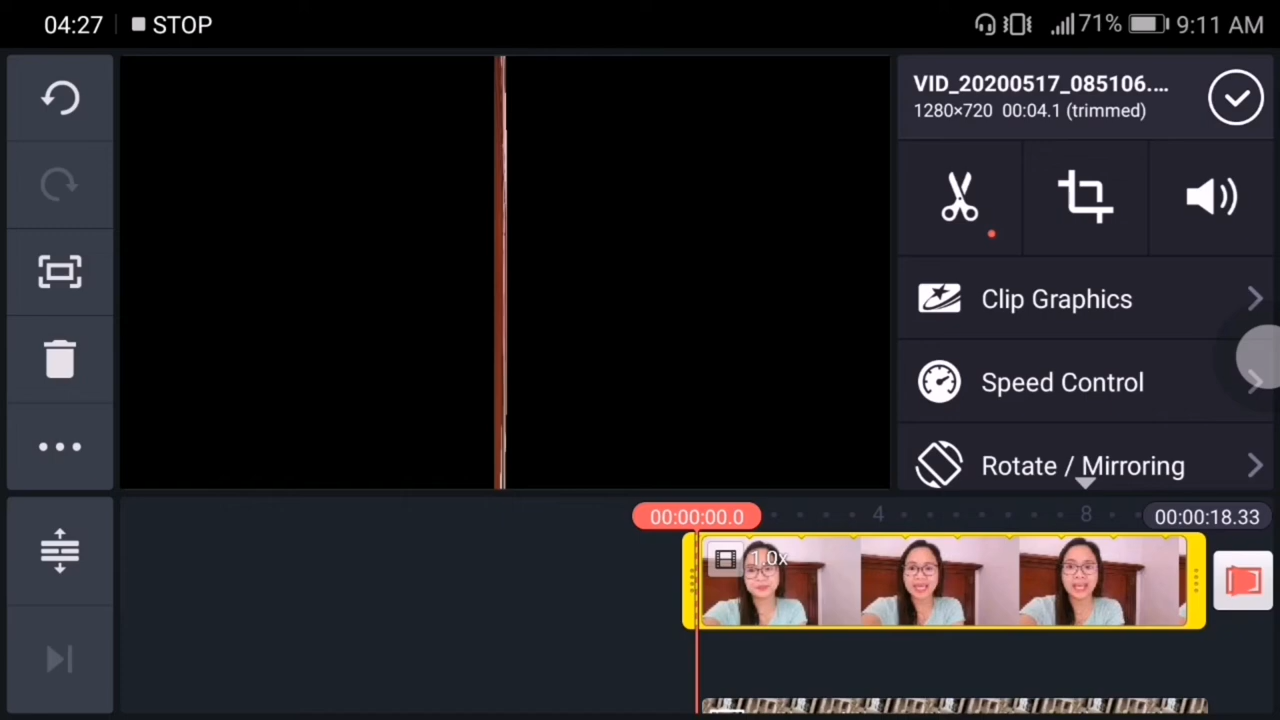 04:27 STOP
71% 9:11 AM
VID_20200517_085106....
1280×720 00:04.1 (trimmed)
Clip Graphics
Speed Control
Rotate / Mirroring
00:00:00.0
4
8
00:00:18.33
1.0x